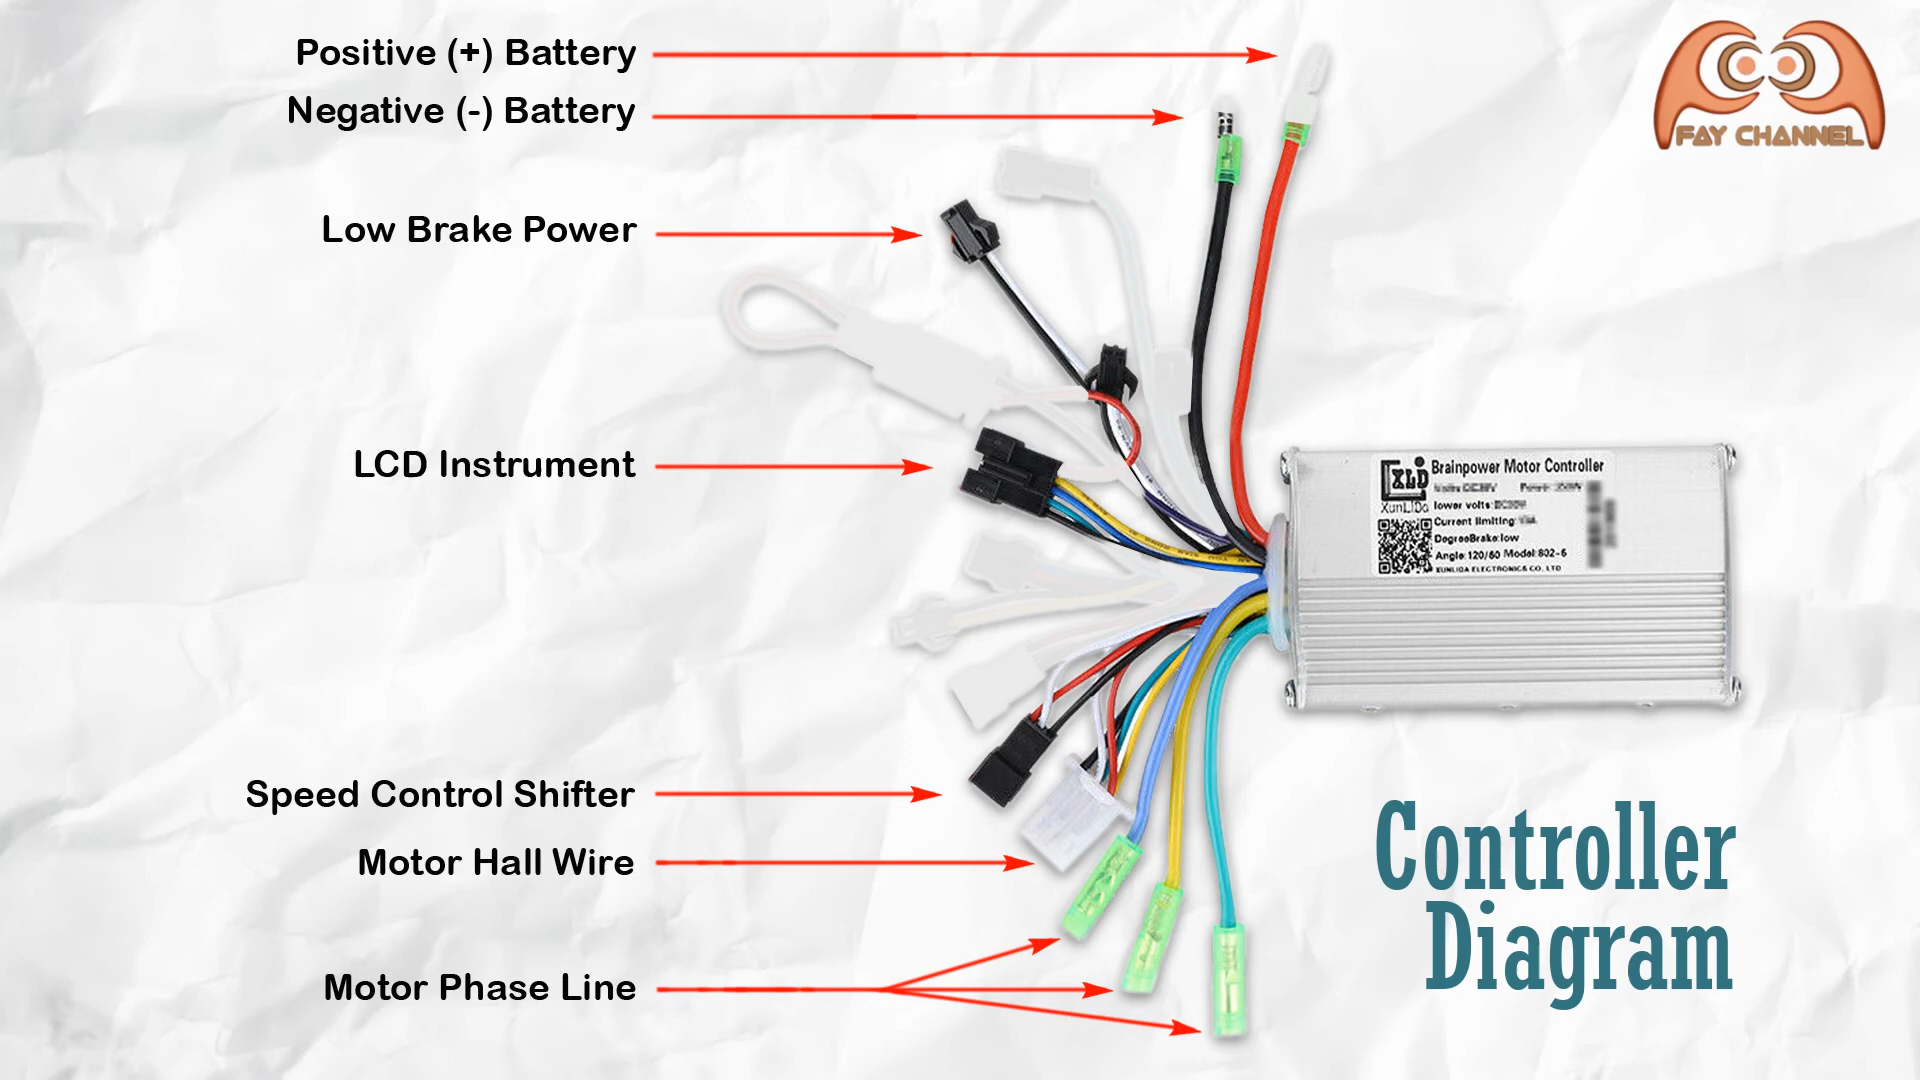 Positive (+) Battery
Negative (-) Battery
Low Brake Power
LCD Instrument
Speed Control Shifter
Motor Hall Wire
Motor Phase Line
FAY CHANNEL
XLD
XunLiDa
Brainpower Motor Controller
lower volts:
Current limiting:
DegreeBrake:low
Angle:120/60 Model:802-6
XUNLIDA ELECTRONICS CO. LTD
Controller
Diagram